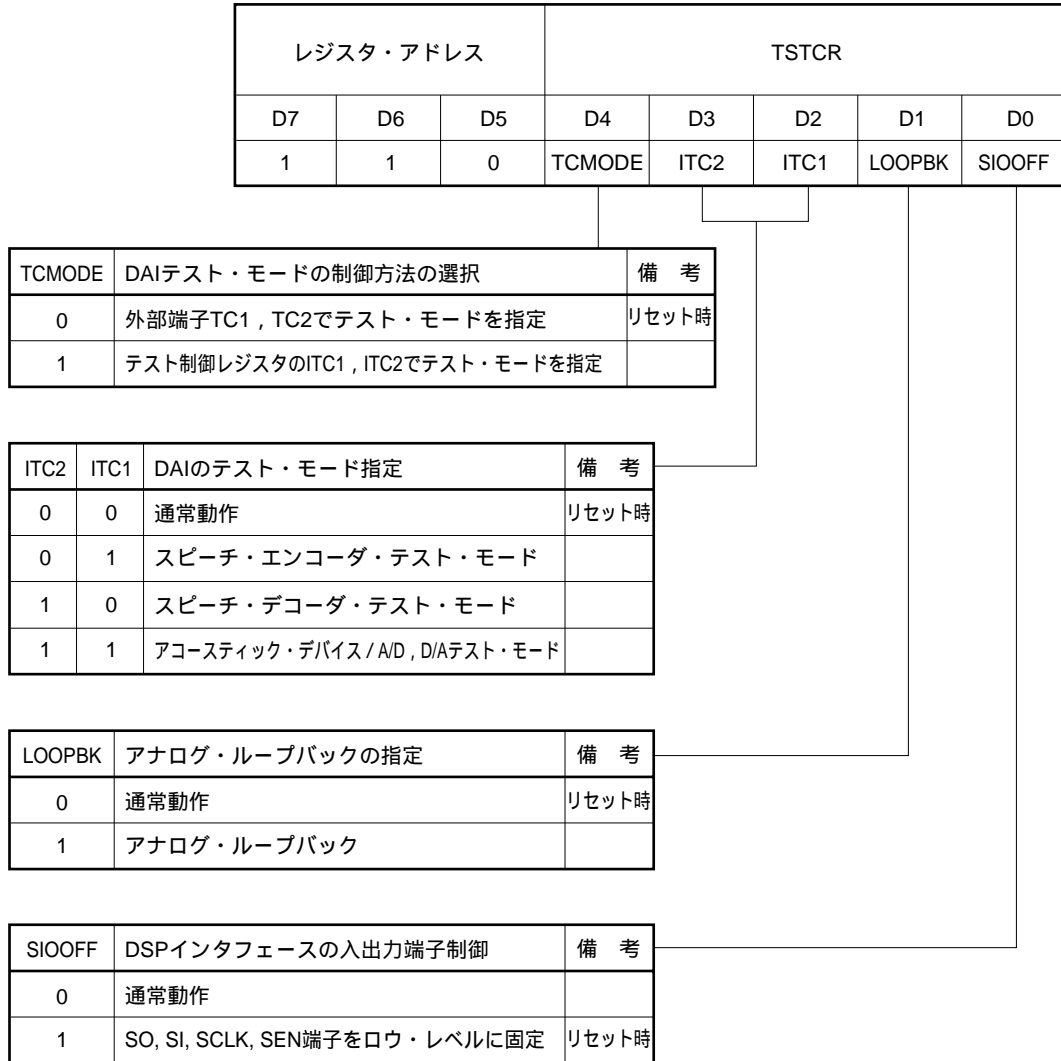 レジスタ・アドレス TSTCR
D7 D6 D5 D4 D3 D2 D1 D0
1 1 0 TCMODE ITC2 ITC1 LOOPBK SIOOFF
TCMODE DAIテスト・モードの制御方法の選択 備 考
0 外部端子TC1 , TC2でテスト・モードを指定 リセット時
1 テスト制御レジスタのITC1 , ITC2でテスト・モードを指定
ITC2 ITC1 DAIのテスト・モード指定 備 考
0 0 通常動作 リセット時
0 1 スピーチ・エンコーダ・テスト・モード
1 0 スピーチ・デコーダ・テスト・モード
1 1 アコースティック・デバイス / A/D , D/Aテスト・モード
LOOPBK アナログ・ループバックの指定 備 考
0 通常動作 リセット時
1 アナログ・ループバック
SIOOFF DSPインタフェースの入出力端子制御 備 考
0 通常動作
1 SO, SI, SCLK, SEN端子をロウ・レベルに固定 リセット時